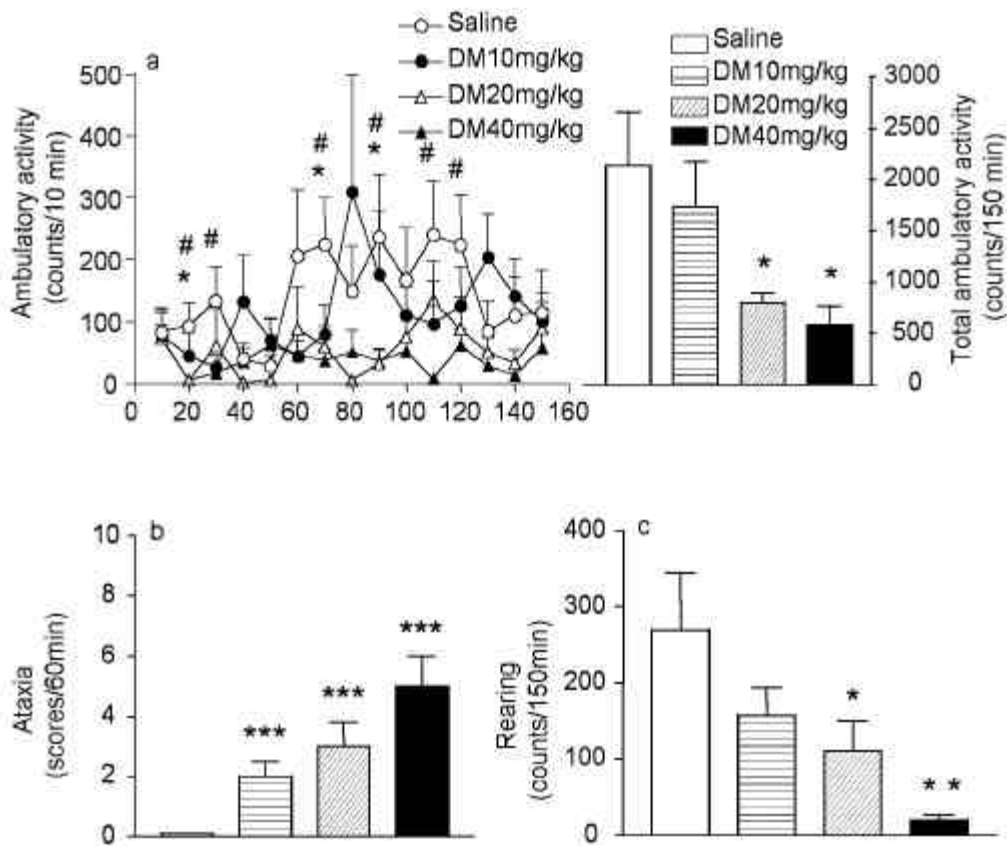 a
Saline
DM10mg/kg
DM20mg/kg
DM40mg/kg
Ambulatory activity
(counts/10 min)
500
400
300
200
100
0
# # # # # #
* * *
0 20 40 60 80 100 120 140 160
Saline
DM10mg/kg
DM20mg/kg
DM40mg/kg
3000
2500
2000
1500
1000
500
0
* *
Total ambulatory activity
(counts/150 min)
b
Ataxia
(scores/60min)
10
8
6
4
2
0
*** *** ***
c
Rearing
(counts/150min)
400
300
200
100
0
* * *